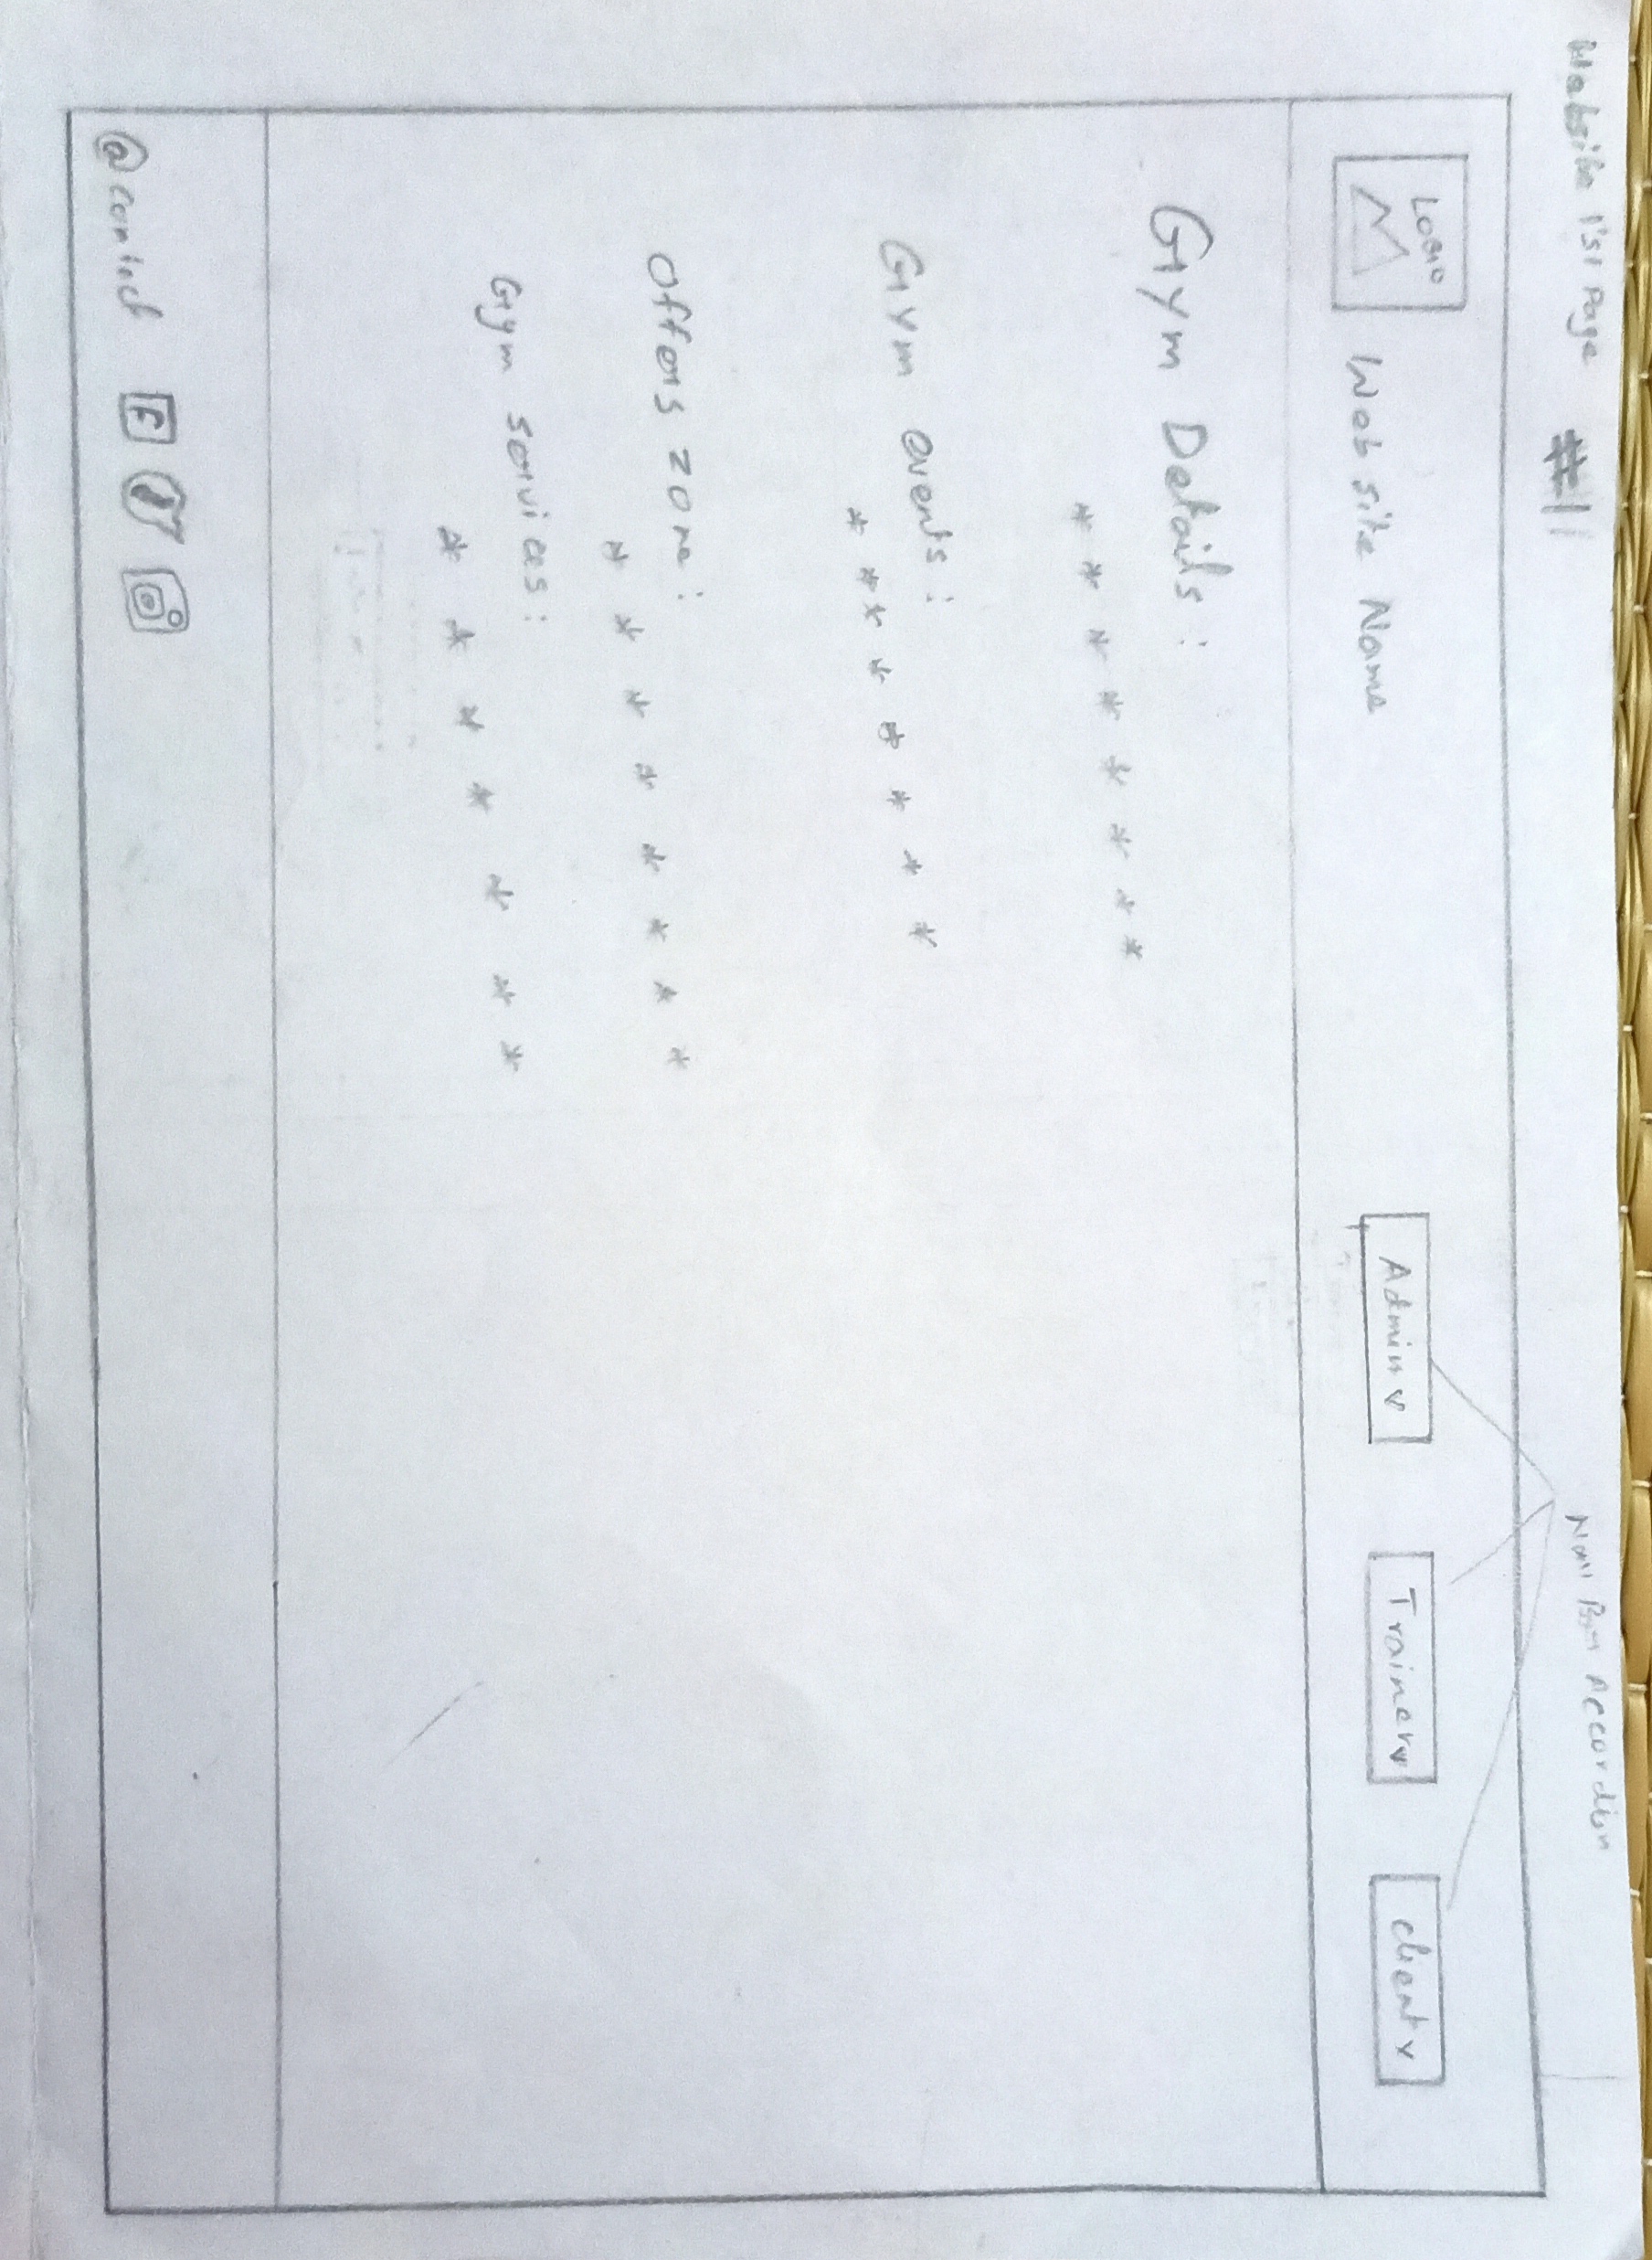 Website 1'st Page #1
Navi Bar Accordion
LOGO
Web site Name
Admin v
Trainer v
client v
Gym Details :
* * * * * * * *
Gym events :
* * * * * * * *
Offers zone :
* * * * * * * *
Gym services :
* * * * * * *
@contact
F